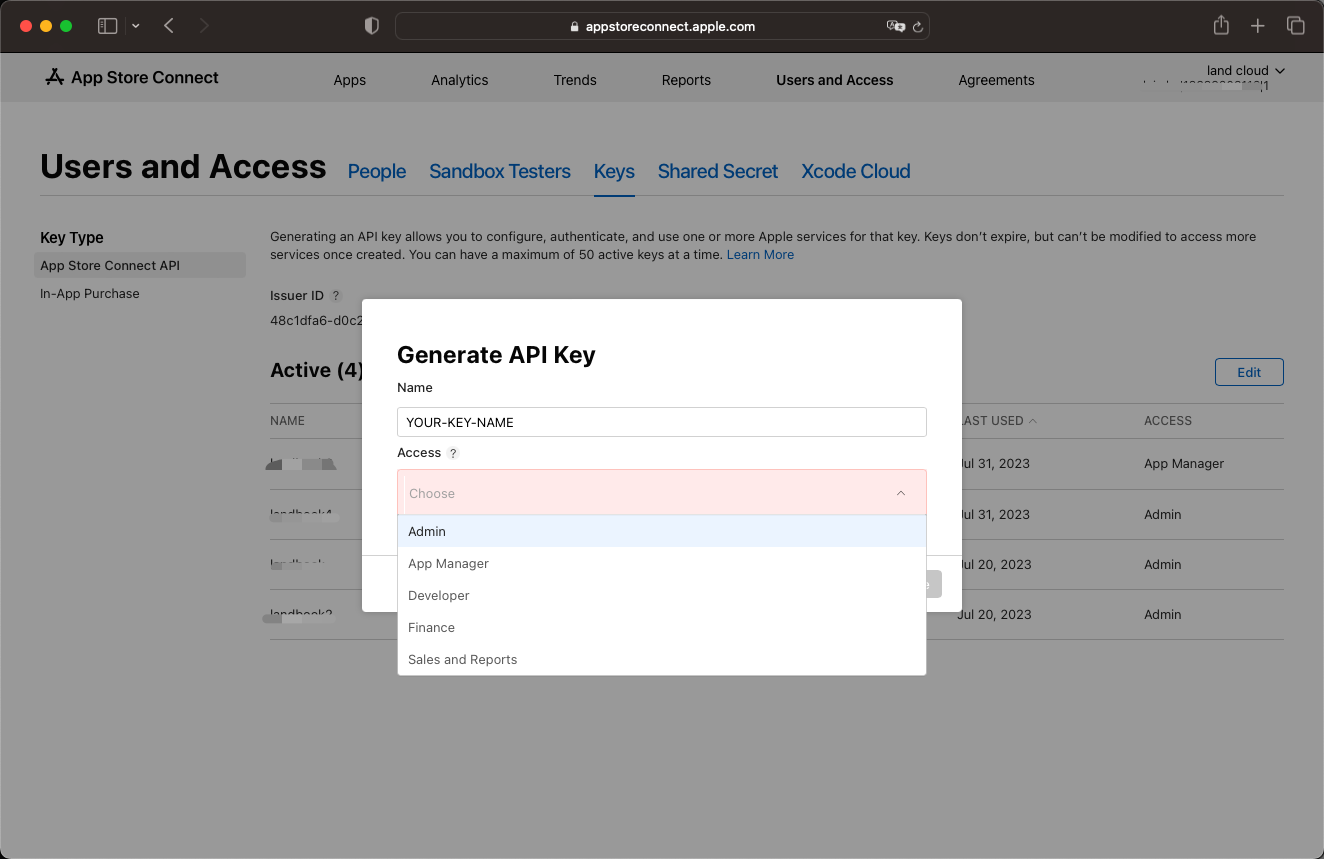 appstoreconnect.apple.com
App Store Connect
Apps
Analytics
Trends
Reports
Users and Access
Agreements
land cloud
Users and Access
People
Sandbox Testers
Keys
Shared Secret
Xcode Cloud
Key Type
App Store Connect API
In-App Purchase
Generating an API key allows you to configure, authenticate, and use one or more Apple services for that key. Keys don't expire, but can't be modified to access more
services once created. You can have a maximum of 50 active keys at a time. Learn More
Issuer ID ?
48c1dfa6-d0c2
Active (4)
Edit
NAME
LAST USED
ACCESS
Jul 31, 2023
App Manager
Jul 31, 2023
Admin
Jul 20, 2023
Admin
Jul 20, 2023
Admin
Generate API Key
Name
YOUR-KEY-NAME
Access ?
Choose
Admin
App Manager
Developer
Finance
Sales and Reports